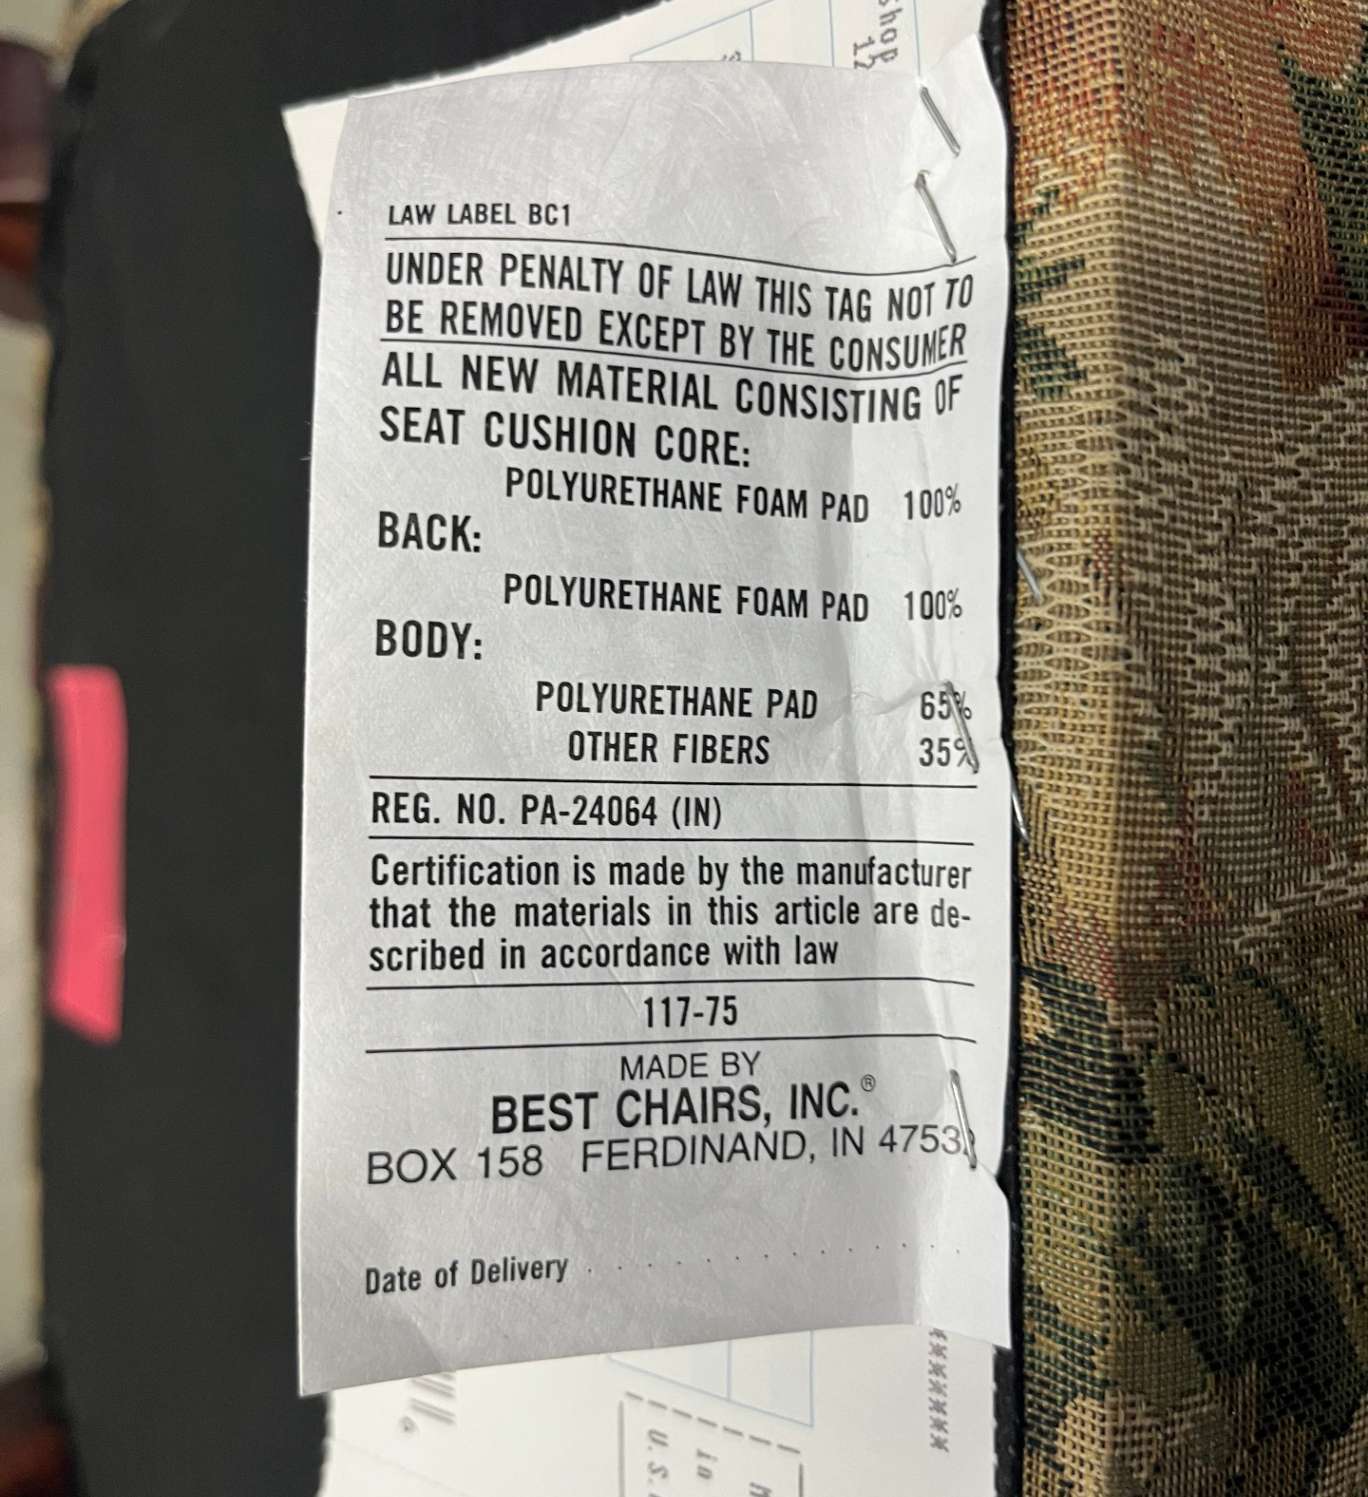 LAW LABEL BC1
UNDER PENALTY OF LAW THIS TAG NOT TO
BE REMOVED EXCEPT BY THE CONSUMER
ALL NEW MATERIAL CONSISTING OF
SEAT CUSHION CORE:
POLYURETHANE FOAM PAD 100%
BACK:
POLYURETHANE FOAM PAD 100%
BODY:
POLYURETHANE PAD 65%
OTHER FIBERS 35%
REG. NO. PA-24064 (IN)
Certification is made by the manufacturer
that the materials in this article are de-
scribed in accordance with law
117-75
MADE BY
BEST CHAIRS, INC.®
BOX 158 FERDINAND, IN 4753
Date of Delivery . . . . . . . . . . . . . .
hop
12
U.S.
in
*******